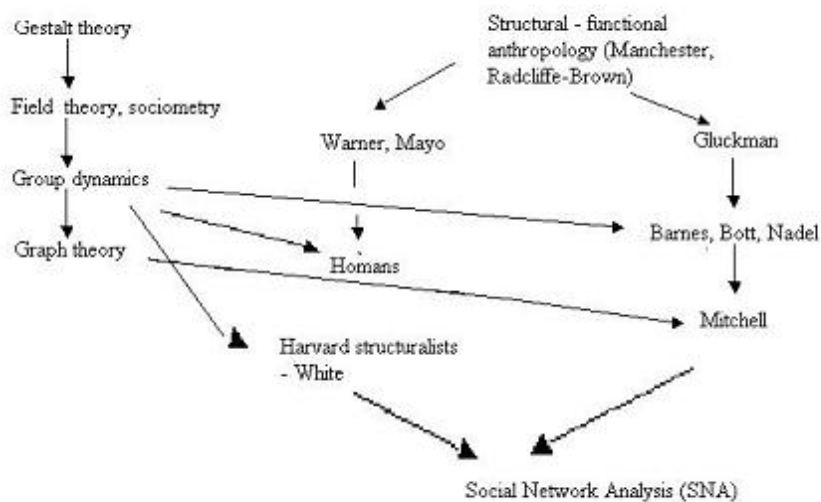 Gestalt theory
Structural - functional
anthropology (Manchester,
Radcliffe-Brown)
Field theory, sociometry
Warner, Mayo
Gluckman
Group dynamics
Barnes, Bott, Nadel
Graph theory
Homans
Mitchell
Harvard structuralists
- White
Social Network Analysis (SNA)